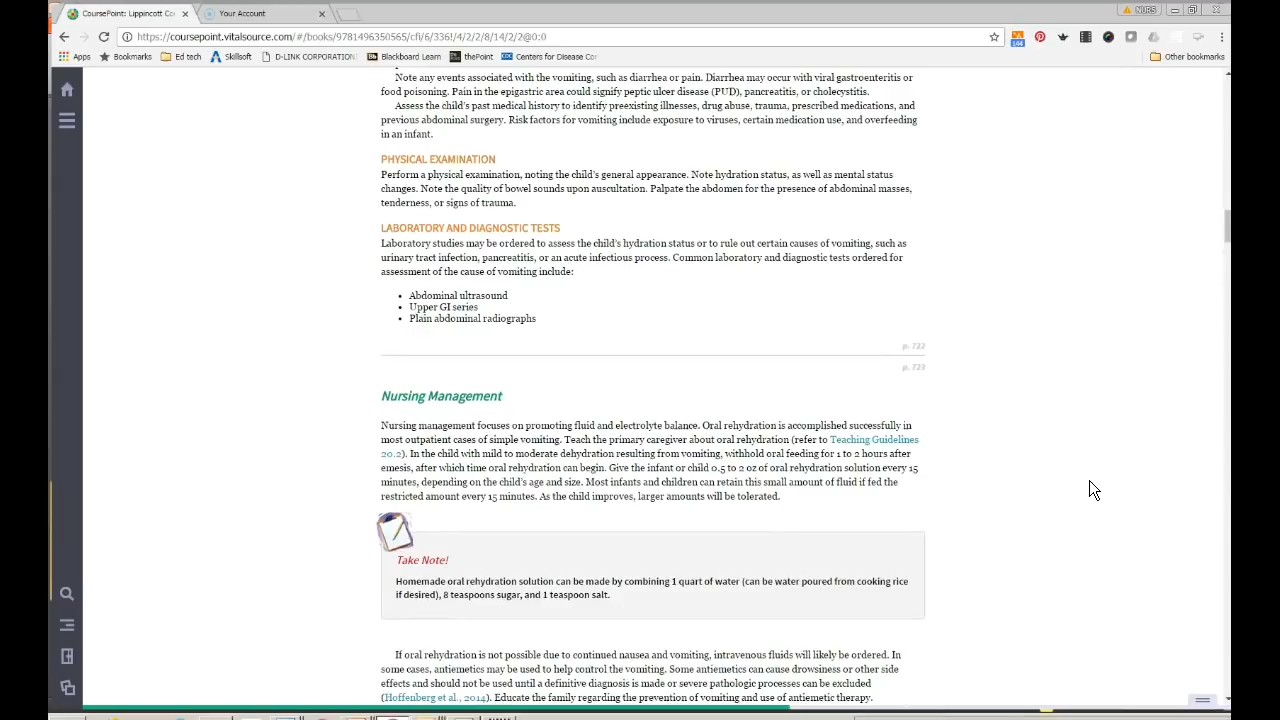 CoursePoint: Lippincott Co
Your Account
NURS
https://coursepoint.vitalsource.com/#/books/9781496350565/cfi/6/336!/4/2/2/8/14/2/2@0:0
144
Apps
Bookmarks
Ed tech
Skillsoft
D-LINK CORPORATION
Blackboard Learn
thePoint
Centers for Disease Co
Other bookmarks
Note any events associated with the vomiting, such as diarrhea or pain. Diarrhea may occur with viral gastroenteritis or
food poisoning. Pain in the epigastric area could signify peptic ulcer disease (PUD), pancreatitis, or cholecystitis.
Assess the child's past medical history to identify preexisting illnesses, drug abuse, trauma, prescribed medications, and
previous abdominal surgery. Risk factors for vomiting include exposure to viruses, certain medication use, and overfeeding
in an infant.
PHYSICAL EXAMINATION
Perform a physical examination, noting the child's general appearance. Note hydration status, as well as mental status
changes. Note the quality of bowel sounds upon auscultation. Palpate the abdomen for the presence of abdominal masses,
tenderness, or signs of trauma.
LABORATORY AND DIAGNOSTIC TESTS
Laboratory studies may be ordered to assess the child's hydration status or to rule out certain causes of vomiting, such as
urinary tract infection, pancreatitis, or an acute infectious process. Common laboratory and diagnostic tests ordered for
assessment of the cause of vomiting include:
• Abdominal ultrasound
• Upper GI series
• Plain abdominal radiographs
p. 722
p. 723
Nursing Management
Nursing management focuses on promoting fluid and electrolyte balance. Oral rehydration is accomplished successfully in
most outpatient cases of simple vomiting. Teach the primary caregiver about oral rehydration (refer to Teaching Guidelines
20.2). In the child with mild to moderate dehydration resulting from vomiting, withhold oral feeding for 1 to 2 hours after
emesis, after which time oral rehydration can begin. Give the infant or child 0.5 to 2 oz of oral rehydration solution every 15
minutes, depending on the child's age and size. Most infants and children can retain this small amount of fluid if fed the
restricted amount every 15 minutes. As the child improves, larger amounts will be tolerated.
Take Note!
Homemade oral rehydration solution can be made by combining 1 quart of water (can be water poured from cooking rice
if desired), 8 teaspoons sugar, and 1 teaspoon salt.
If oral rehydration is not possible due to continued nausea and vomiting, intravenous fluids will likely be ordered. In
some cases, antiemetics may be used to help control the vomiting. Some antiemetics can cause drowsiness or other side
effects and should not be used until a definitive diagnosis is made or severe pathologic processes can be excluded
(Hoffenberg et al., 2014). Educate the family regarding the prevention of vomiting and use of antiemetic therapy.